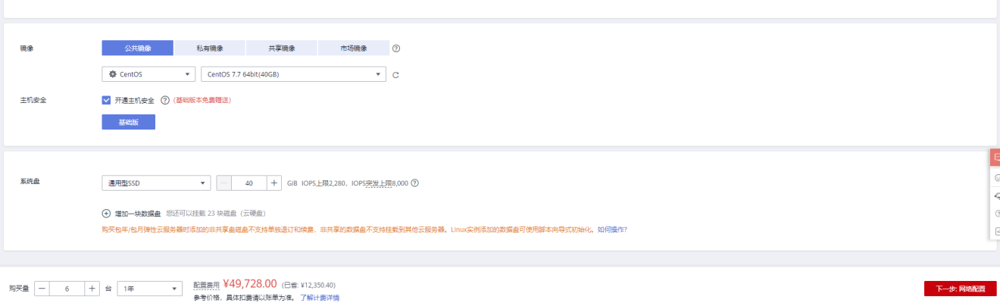 镜像 公共镜像 私有镜像 共享镜像 市场镜像
CentOS CentOS 7.7 64bit(40GB)
主机安全 开通主机安全 (基础版本免费赠送)
基础版
系统盘 通用型SSD 40 GiB IOPS上限2,280，IOPS突发上限8,000
增加一块数据盘 您还可以挂载 23 块磁盘（云硬盘）
购买包年/包月弹性云服务器时添加的非共享盘磁盘不支持单独退订和续费，非共享的数据盘不支持挂载到其他云服务器。Linux实例添加的数据盘可使用脚本向导式初始化。如何操作?
购买量 6 台 1年 配置费用 ¥49,728.00 (已省: ¥12,350.40) 下一步: 网络配置
参考价格，具体扣费请以账单为准。 了解计费详情